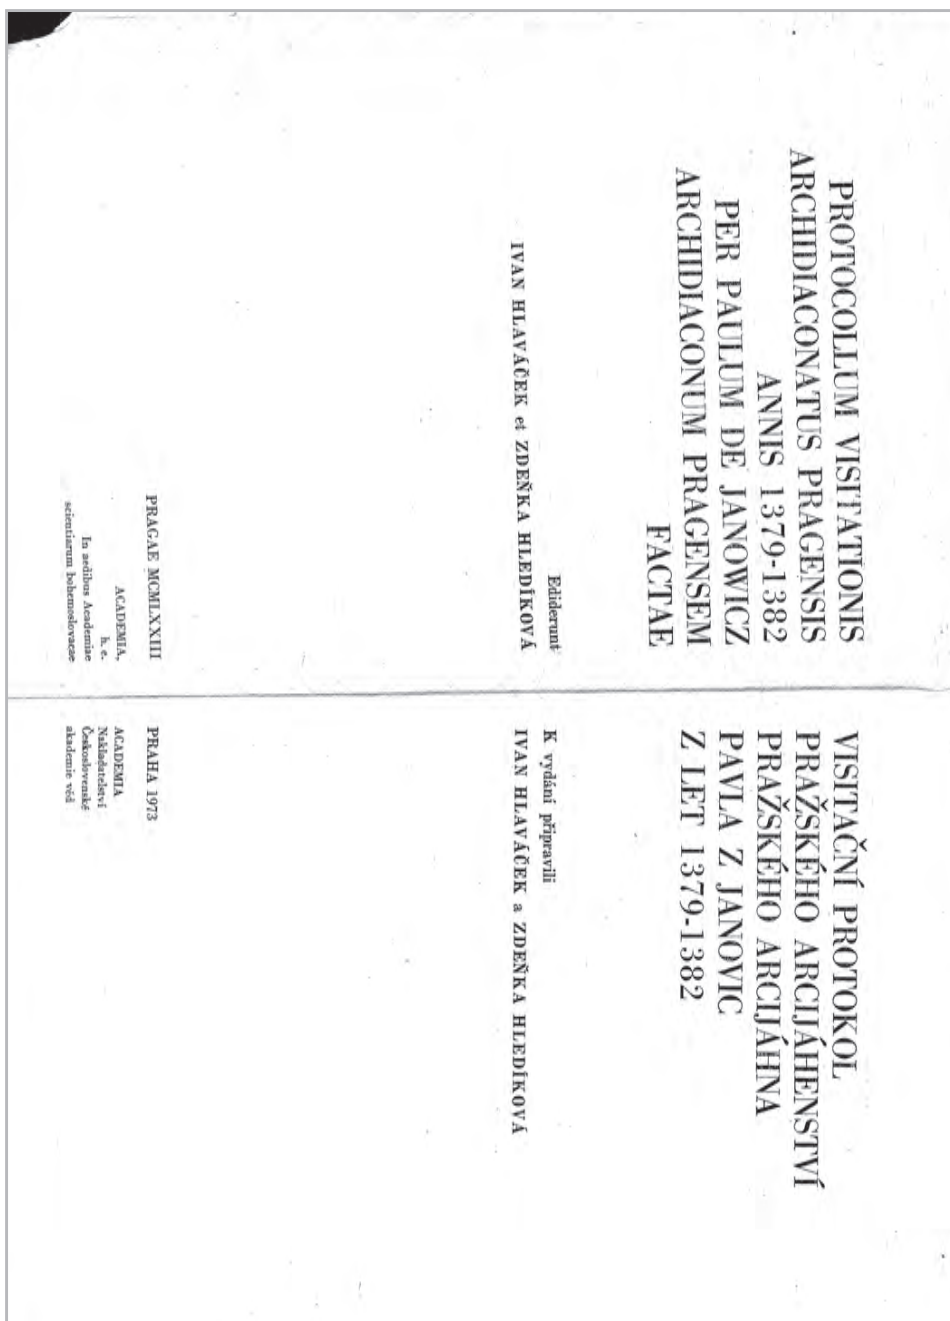 PROTOCOLLUM VISITATIONIS
ARCHIDIACONATUS PRAGENSIS
ANNIS 1379-1382
PER PAULUM DE JANOWICZ
ARCHIDIACONUM PRAGENSEM
FACTAE
Ediderunt
IVAN HLAVÁČEK et ZDEŇKA HLEDÍKOVÁ
PRAGAE MCMLXXIII
ACADEMIA,
h. e.
In aedibus Academiae
scientiarum bohemoslovacae
VISITAČNÍ PROTOKOL
PRAŽSKÉHO ARCIJÁHENSTVÍ
PRAŽSKÉHO ARCIJÁHNA
PAVLA Z JANOVIC
Z LET 1379-1382
K vydání připravili
IVAN HLAVÁČEK a ZDEŇKA HLEDÍKOVÁ
PRAHA 1973
ACADEMIA
Nakladatelství
Československé
akademie věd